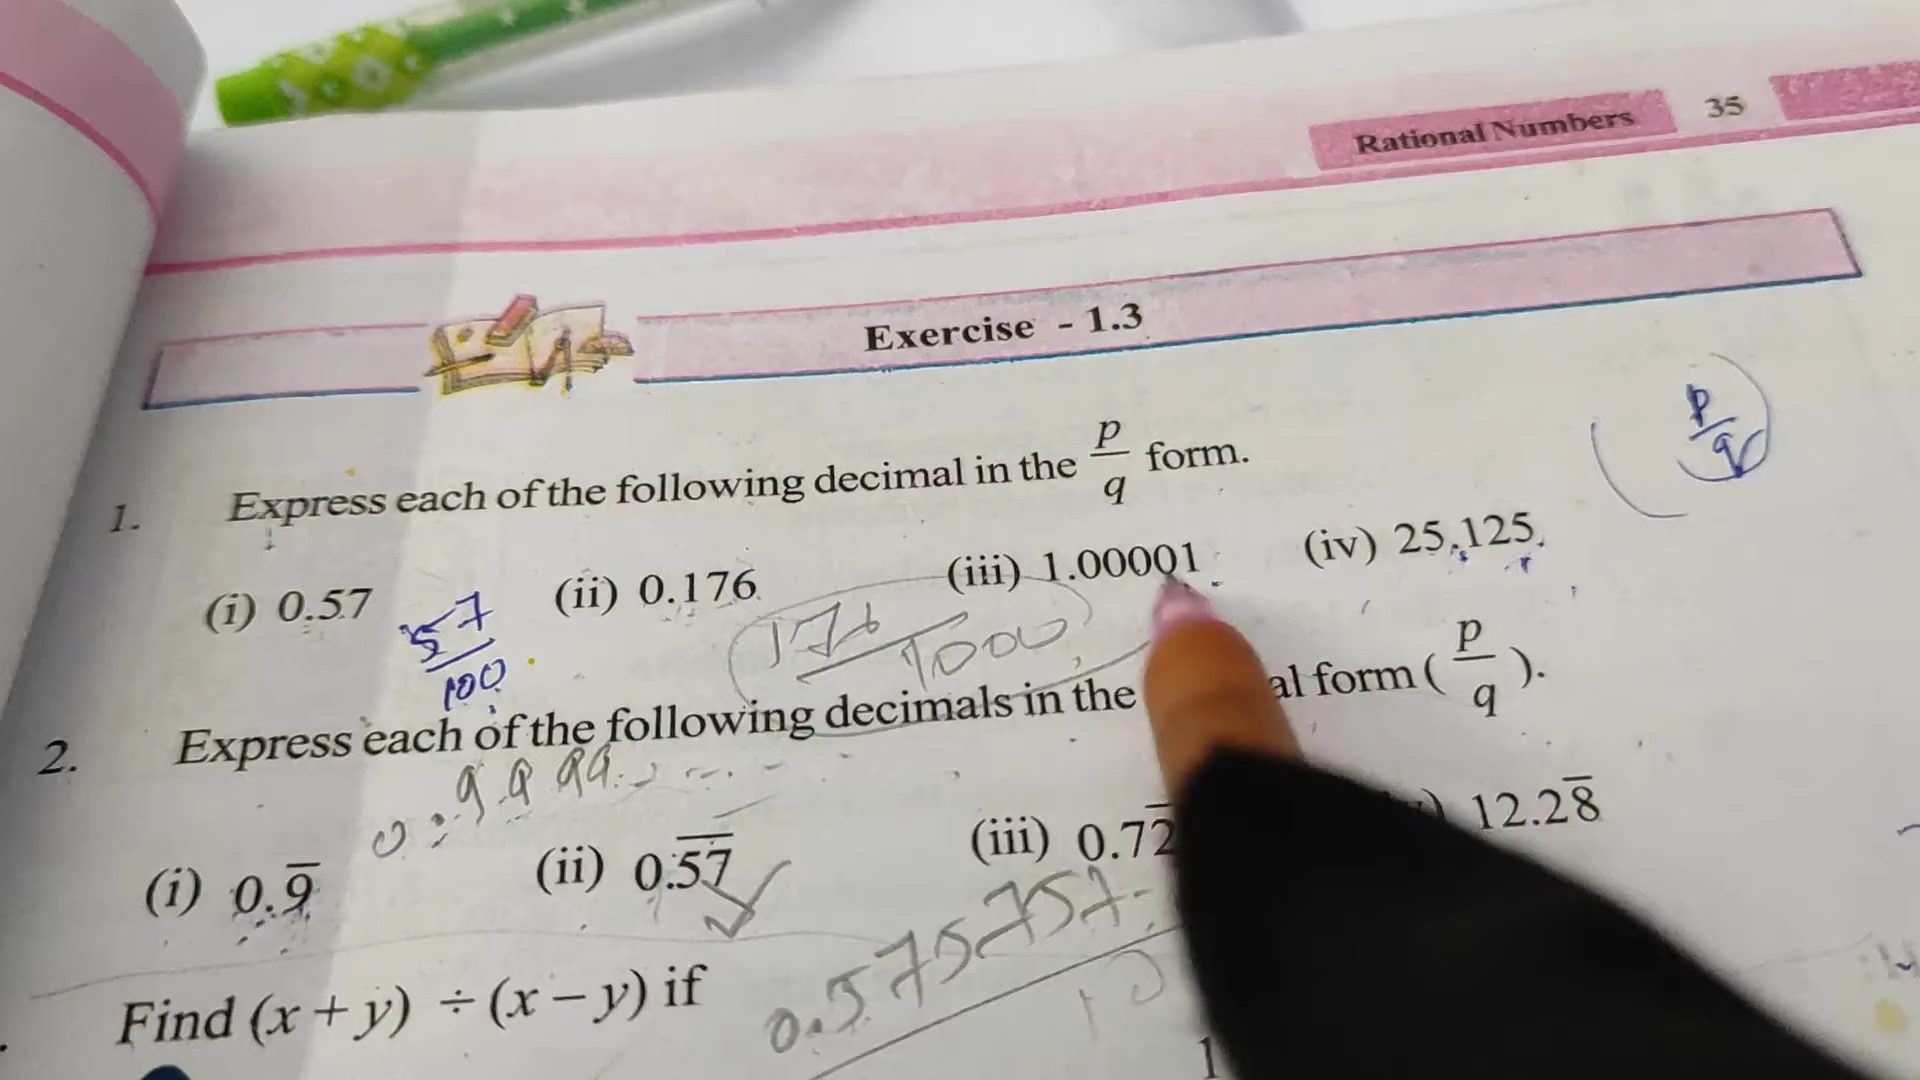 Rational Numbers 35
Exercise - 1.3
p/q
1. Express each of the following decimal in the p/q form.
(i) 0.57 57/100 (ii) 0.176 176/1000 (iii) 1.00001 (iv) 25.125
2. Express each of the following decimals in the al form (p/q).
0.9999...
(i) 0.9̅ (ii) 0.5̅7̅ (iii) 0.72̅ 12.28̅
0.575757
Find (x + y) ÷ (x – y) if
10
1